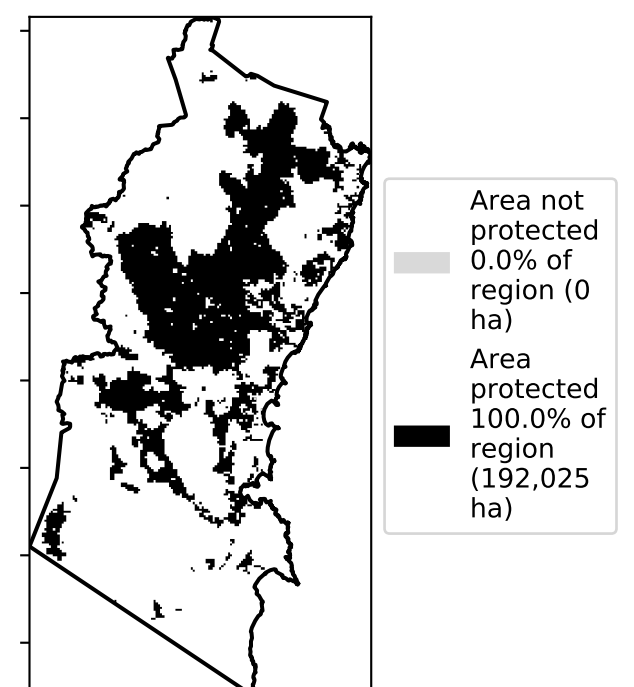 Area not
protected
0.0% of
region (0
ha)
Area
protected
100.0% of
region
(192,025
ha)